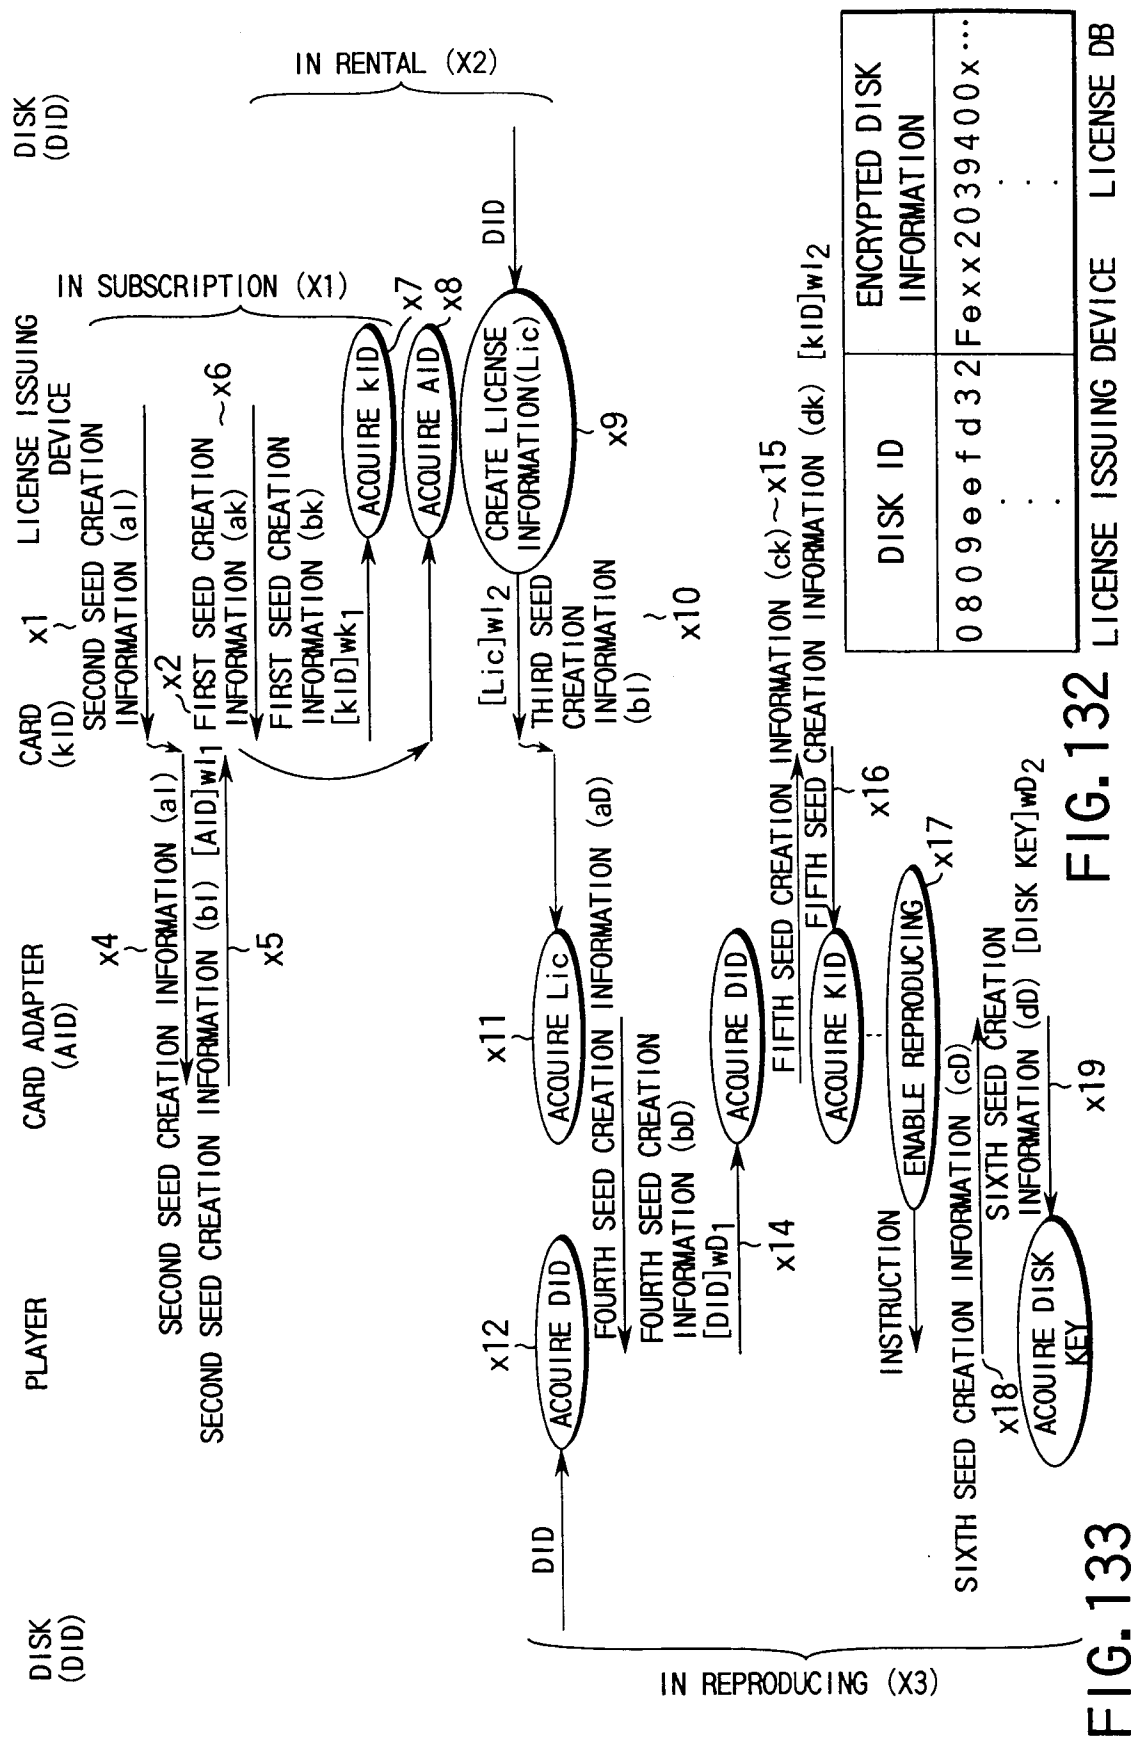 DISK
(DID)
PLAYER
CARD ADAPTER
(AID)
CARD
(kID)
LICENSE ISSUING
DEVICE
DISK
(DID)
x1
SECOND SEED CREATION
INFORMATION (aI)
IN SUBSCRIPTION (X1)
x4
SECOND SEED CREATION INFORMATION (aI)
x2
SECOND SEED CREATION INFORMATION (bI) [AID]wI1
x5
FIRST SEED CREATION
INFORMATION (ak)
x6
FIRST SEED CREATION
INFORMATION (bk)
[kID]wk1
ACQUIRE kID
x7
ACQUIRE AID
x8
IN RENTAL (X2)
DID
CREATE LICENSE
INFORMATION(Lic)
x9
[Lic]wI2
THIRD SEED
CREATION
INFORMATION
(bI)
x10
DID
x12
ACQUIRE DID
x11
ACQUIRE Lic
FOURTH SEED CREATION INFORMATION (aD)
FOURTH SEED CREATION
INFORMATION (bD)
[DID]wD1
x14
ACQUIRE DID
FIFTH SEED CREATION INFORMATION (ck)
x15
FIFTH SEED CREATION INFORMATION (dk) [kID]wI2
x16
ACQUIRE KID
INSTRUCTION
ENABLE REPRODUCING
x17
SIXTH SEED CREATION INFORMATION (cD)
x18
SIXTH SEED CREATION
INFORMATION (dD) [DISK KEY]wD2
x19
ACQUIRE DISK
KEY
IN REPRODUCING (X3)
FIG. 133
DISK ID
ENCRYPTED DISK
INFORMATION
0809eefd32
Fexx2039400x...
LICENSE ISSUING DEVICE LICENSE DB
FIG. 132